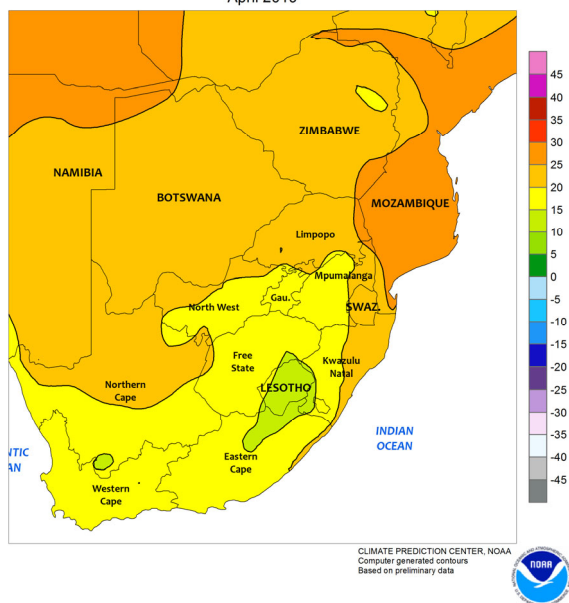 ZIMBABWE
NAMIBIA
BOTSWANA
MOZAMBIQUE
Limpopo
Mpumalanga
North West
Gau.
SWAZ.
Free
State
Kwazulu
Natal
LESOTHO
Northern
Cape
Eastern
Cape
Western
Cape
INDIAN
OCEAN
NTIC
AN
45
40
35
30
25
20
15
10
5
0
-5
-10
-15
-20
-25
-30
-35
-40
-45
CLIMATE PREDICTION CENTER, NOAA
Computer generated contours
Based on preliminary data
NOAA